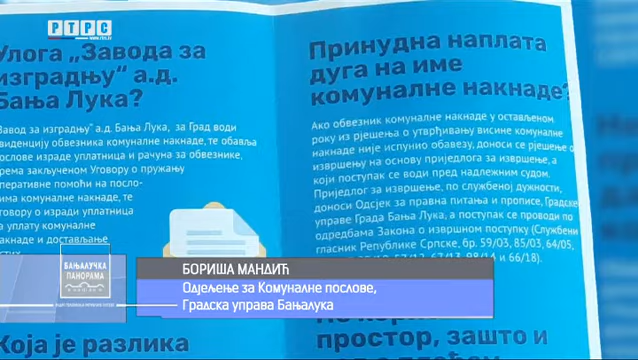 РТРС
Улога „Завода за
изградњу“ а.д.
Бања Лука?
Завод за изградњу“ а.д. Бања Лука, за Град води
евиденцију обвезника комуналне накнаде, те обавља
послове израде уплатница и рачуна за обвезнике,
према закљученом Уговору о пружању
оперативне помоћи на посло-
има комуналне накнаде, те
говору о изради уплатница
за уплату комуналне
накнаде и достављање
Која је разлика
Принудна наплата
дуга на име
комуналне накнаде?
Ако обвезник комуналне накнаде у остављеном
року из рјешења о утврђивању висине комуналне
накнаде није испунио обавезу, доноси се рјешење о
извршењу на основу приједлога за извршење, а
који поступак се води пред надлежним судом.
Приједлог за извршење, по службеној дужности,
доноси Одсјек за правна питања и прописе, Градске
управе Града Бања Лука, а поступак се проводи по
одредбама Закона о извршном поступку (Службени
гласник Републике Српске, бр. 59/03, 85/03, 64/05,
67/13, 98/14 и 66/18).
простор, зашто и
БАЊАЛУЧКА
ПАНОРАМА
БОРИША МАНДИЋ
Одјељење за Комуналне послове,
Градска управа Бањалука